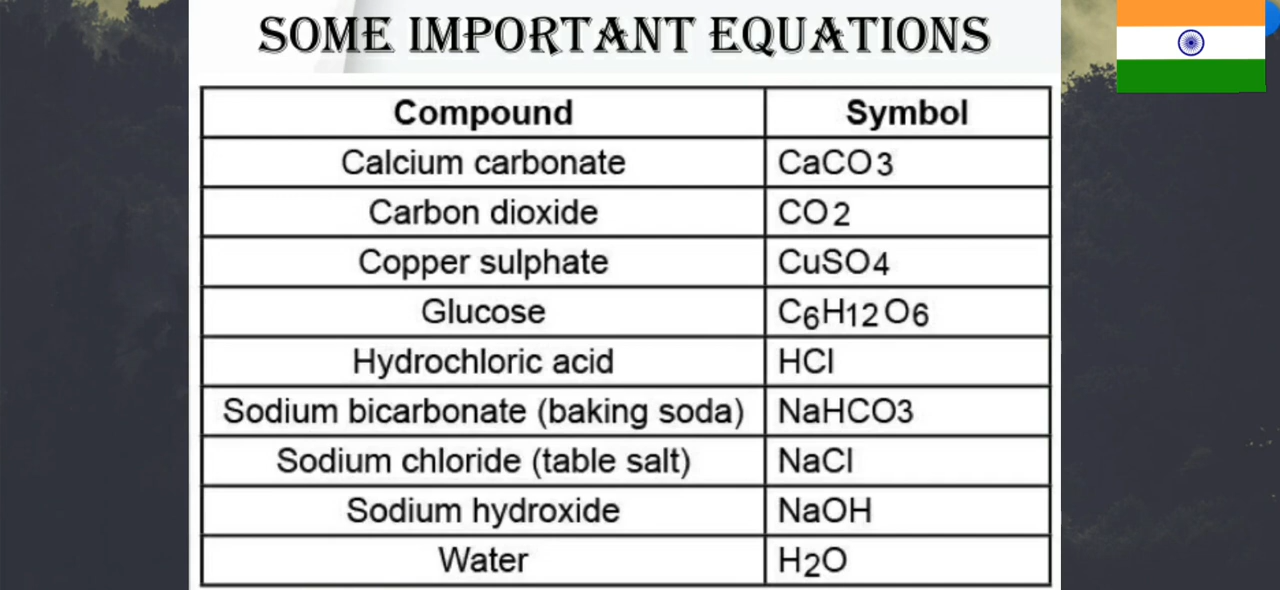 SOME IMPORTANT EQUATIONS
Compound Symbol
Calcium carbonate CaCO3
Carbon dioxide CO2
Copper sulphate CuSO4
Glucose C6H12O6
Hydrochloric acid HCl
Sodium bicarbonate (baking soda) NaHCO3
Sodium chloride (table salt) NaCl
Sodium hydroxide NaOH
Water H2O